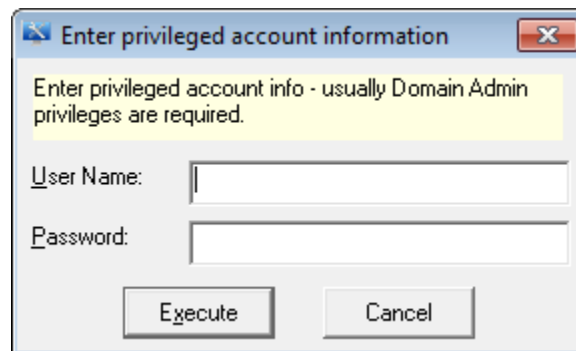 Enter privileged account information
Enter privileged account info - usually Domain Admin
privileges are required.
User Name:
Password:
Execute Cancel